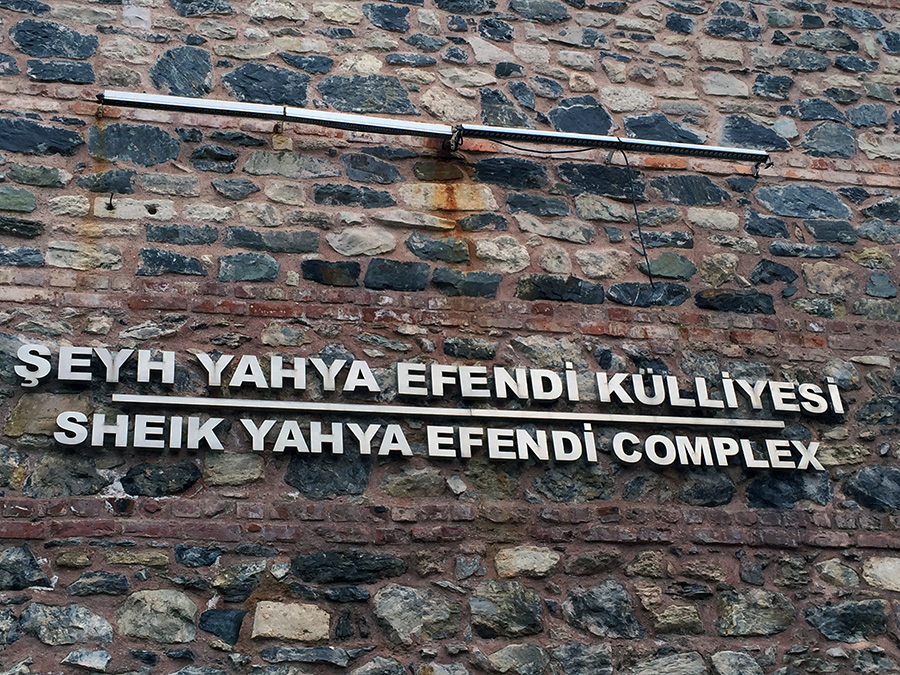 ŞEYH YAHYA EFENDİ KÜLLİYESİ
SHEIK YAHYA EFENDİ COMPLEX